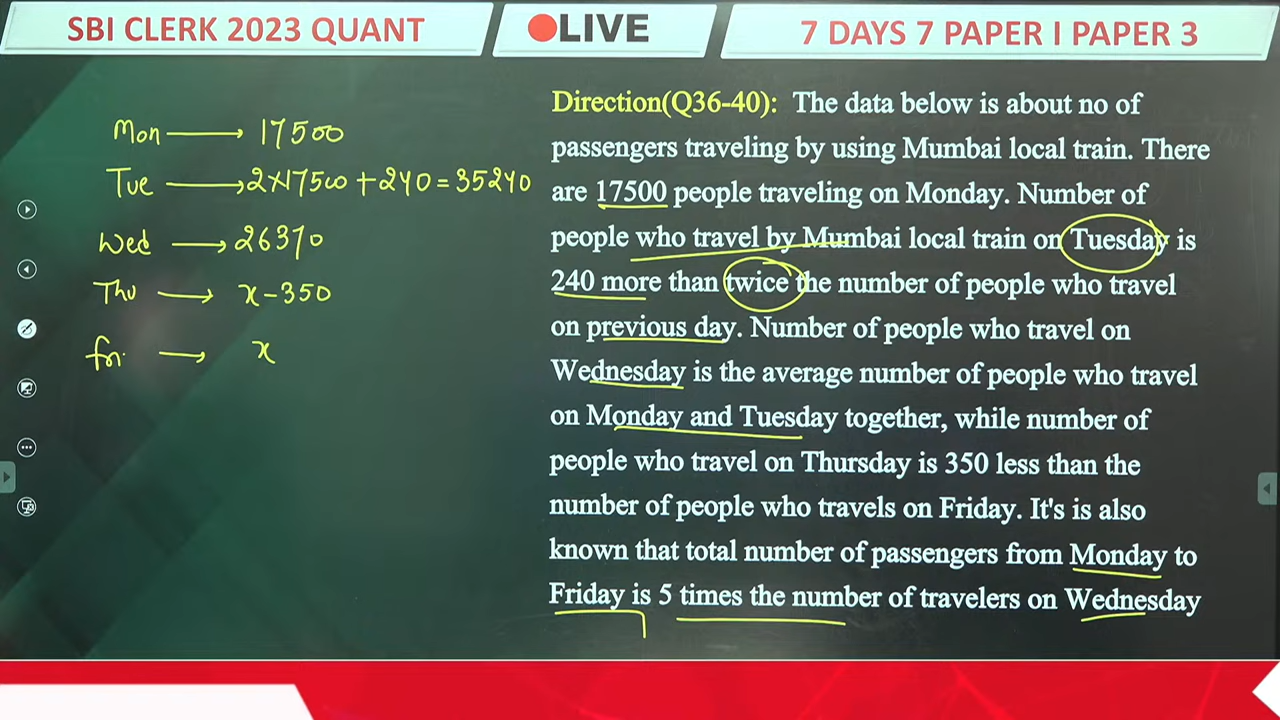 SBI CLERK 2023 QUANT
LIVE
7 DAYS 7 PAPER I PAPER 3
Mon → 17500
Tue → 2×17500 + 240 = 35240
Wed → 26370
Thu → x - 350
fri → x
Direction(Q36-40): The data below is about no of
passengers traveling by using Mumbai local train. There
are 17500 people traveling on Monday. Number of
people who travel by Mumbai local train on Tuesday is
240 more than twice the number of people who travel
on previous day. Number of people who travel on
Wednesday is the average number of people who travel
on Monday and Tuesday together, while number of
people who travel on Thursday is 350 less than the
number of people who travels on Friday. It's is also
known that total number of passengers from Monday to
Friday is 5 times the number of travelers on Wednesday